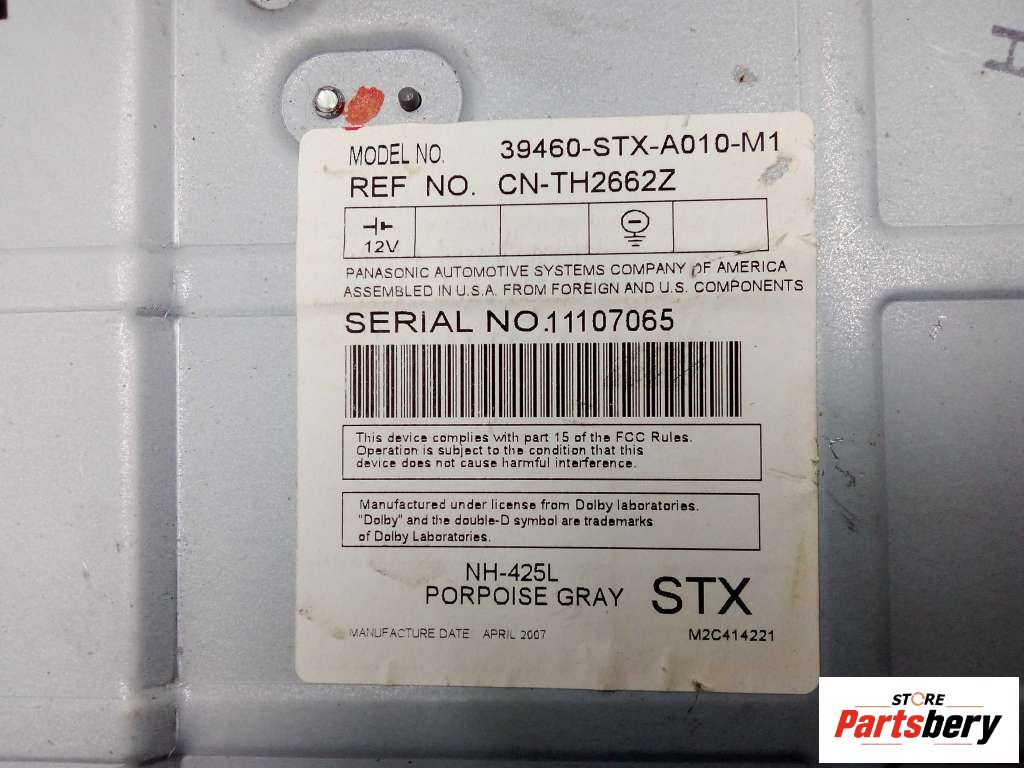 H
MODEL NO. 39460-STX-A010-M1
REF NO. CN-TH2662Z
12V
PANASONIC AUTOMOTIVE SYSTEMS COMPANY OF AMERICA
ASSEMBLED IN U.S.A. FROM FOREIGN AND U.S. COMPONENTS
SERIAL NO.11107065
This device complies with part 15 of the FCC Rules.
Operation is subject to the condition that this
device does not cause harmful interference.
Manufactured under license from Dolby laboratories.
"Dolby" and the double-D symbol are trademarks
of Dolby Laboratories.
NH-425L
PORPOISE GRAY STX
MANUFACTURE DATE: APRIL 2007 M2C414221
STORE
Partsbery